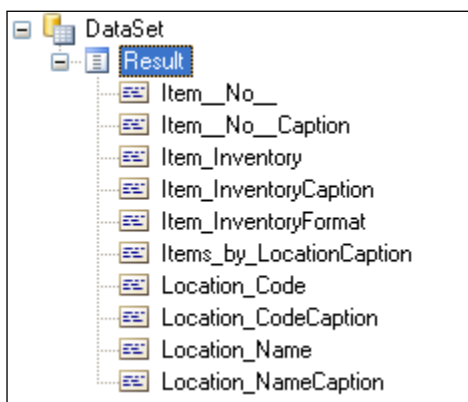 DataSet
Result
Item__No__
Item__No__Caption
Item_Inventory
Item_InventoryCaption
Item_InventoryFormat
Items_by_LocationCaption
Location_Code
Location_CodeCaption
Location_Name
Location_NameCaption